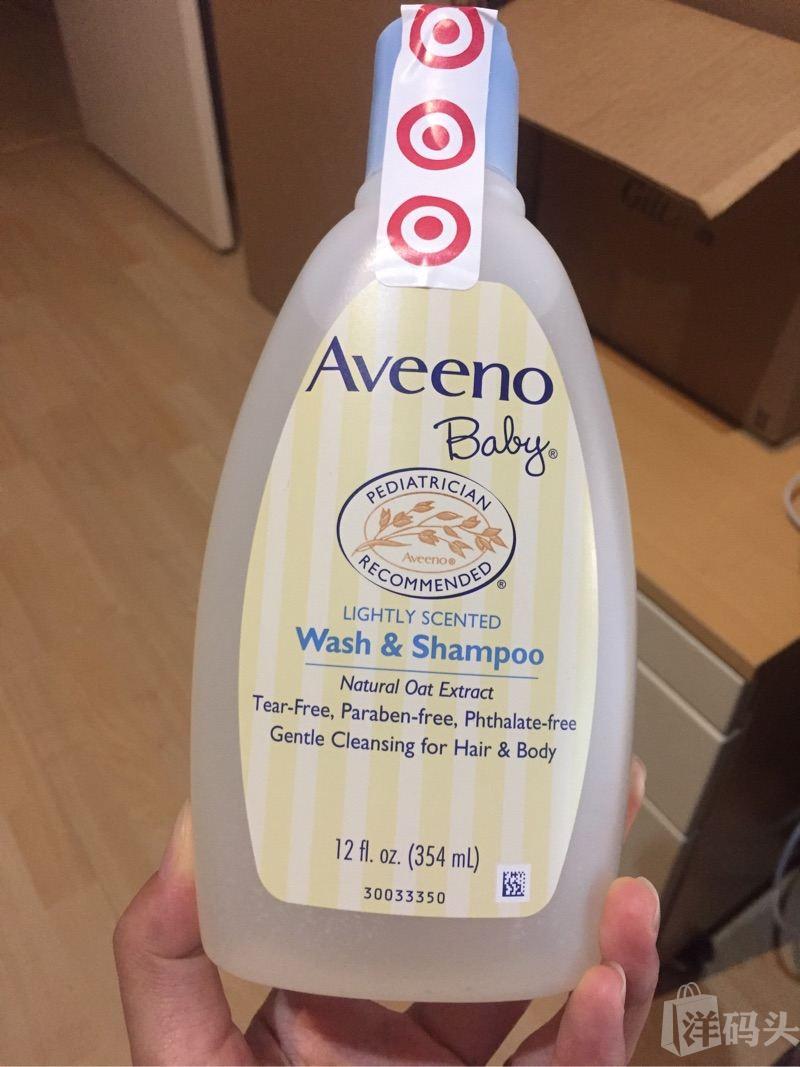 Aveeno
Baby®
PEDIATRICIAN
Aveeno®
RECOMMENDED®
LIGHTLY SCENTED
Wash & Shampoo
Natural Oat Extract
Tear-Free, Paraben-free, Phthalate-free
Gentle Cleansing for Hair & Body
12 fl. oz. (354 mL)
30033350
洋码头